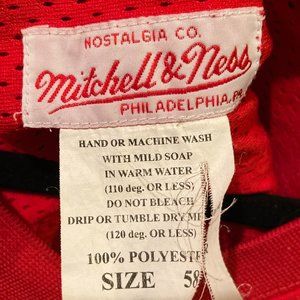 NOSTALGIA CO.
Mitchell & Ness
PHILADELPHIA, PA
HAND OR MACHINE WASH
WITH MILD SOAP
IN WARM WATER
(110 deg. OR LESS)
DO NOT BLEACH
DRIP OR TUMBLE DRY
(120 deg. OR LESS)
100% POLYESTE
SIZE 58